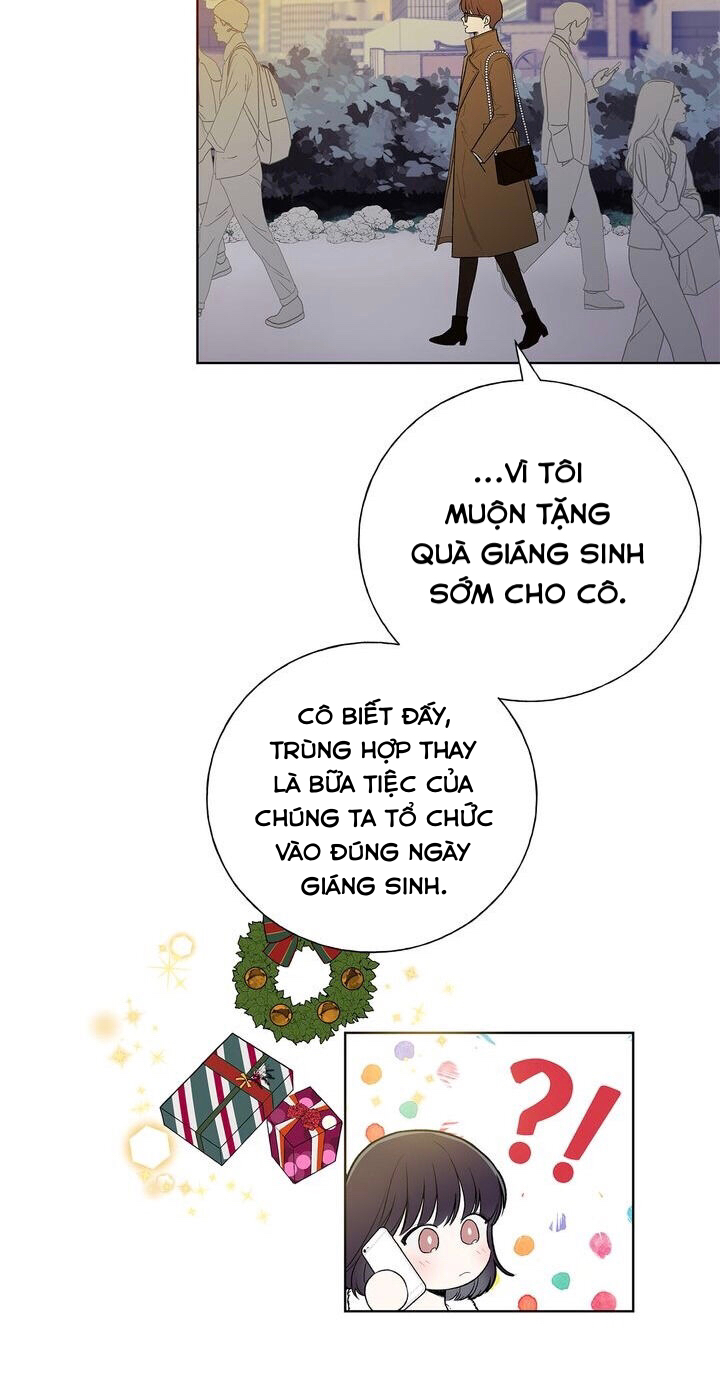 ...VÌ TÔI
MUỘN TẶNG
QUÀ GIÁNG SINH
SỚM CHO CÔ.
CÔ BIẾT ĐẤY,
TRÙNG HỢP THAY
LÀ BỮA TIỆC CỦA
CHÚNG TA TỔ CHỨC
VÀO ĐÚNG NGÀY
GIÁNG SINH.
?!